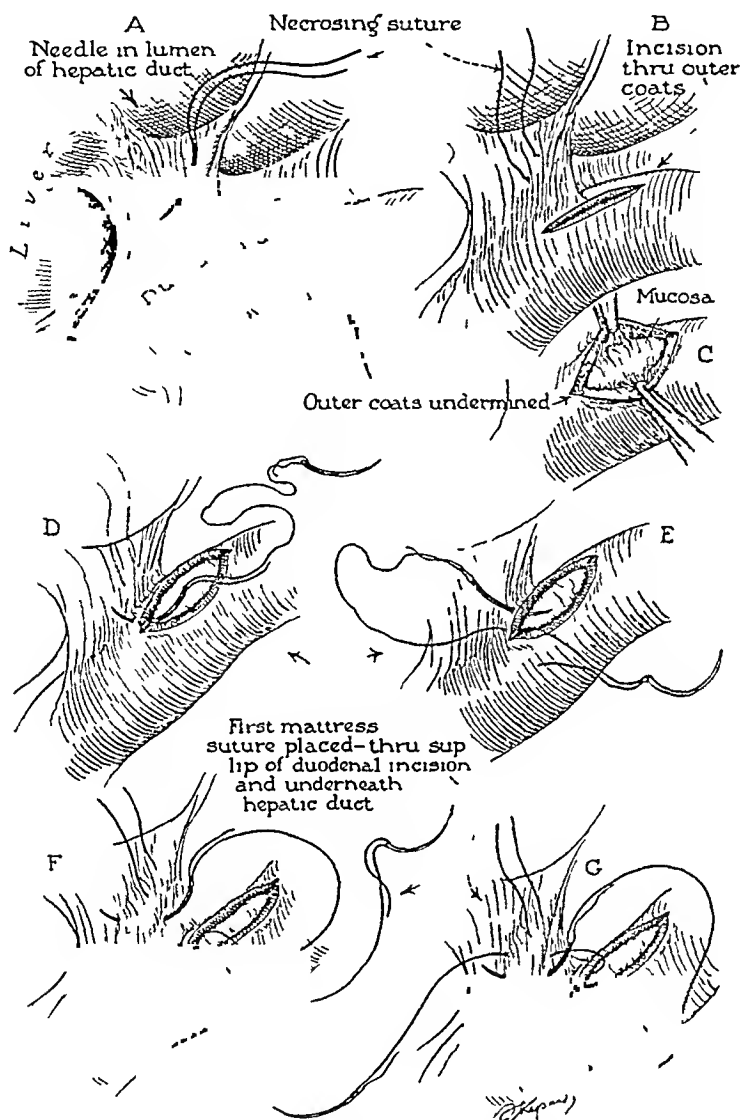 A
Necrosing suture
B
Needle in lumen
of hepatic duct
Incision
thru outer
coats
Liver
Du
Mucosa
C
Outer coats undermined
D
E
First mattress
suture placed-thru sup
lip of duodenal incision
and underneath
hepatic duct
F
G